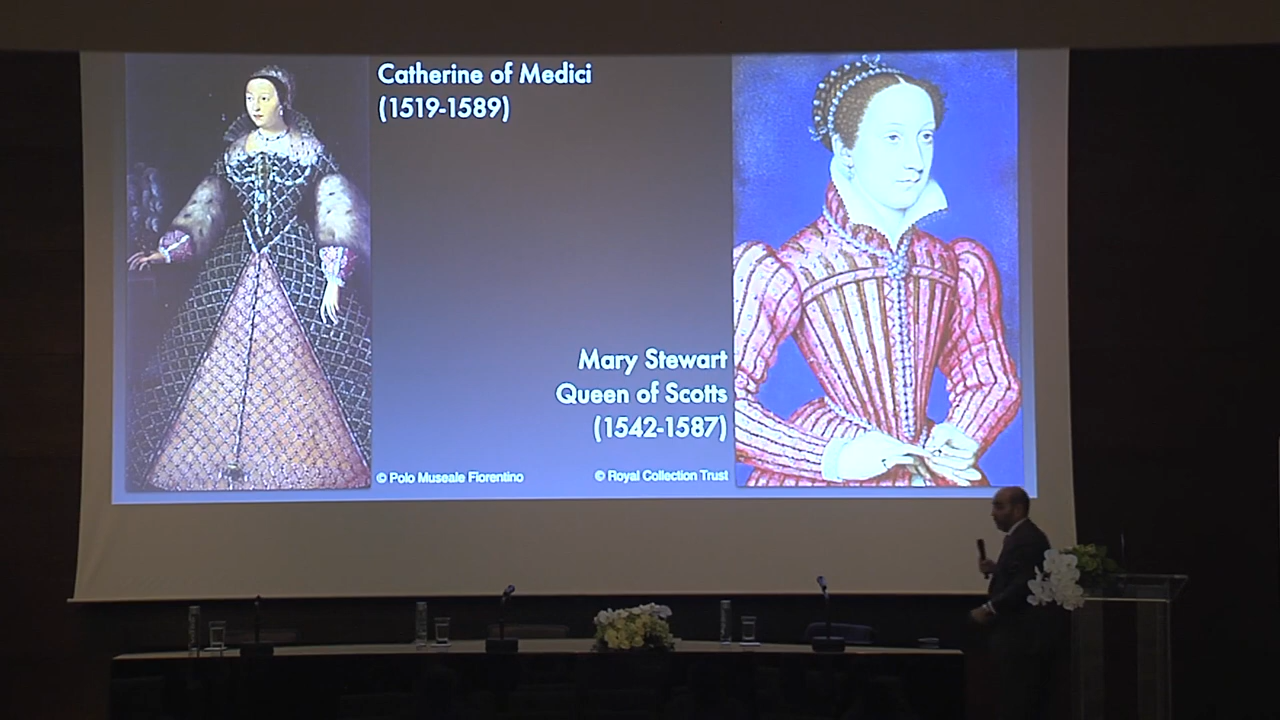 Catherine of Medici
(1519-1589)
Mary Stewart
Queen of Scotts
(1542-1587)
© Polo Museale Fiorentino
© Royal Collection Trust